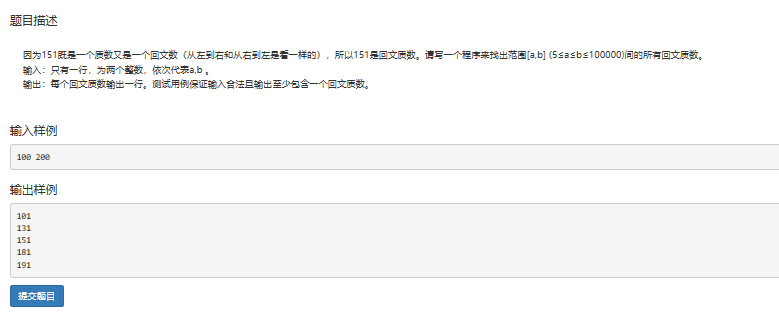 题目描述
因为151既是一个质数又是一个回文数（从左到右和从右到左是看一样的），所以151是回文质数。请写一个程序来找出范围[a,b] (5≤a≤b≤100000)间的所有回文质数。
输入：只有一行，为两个整数，依次代表a,b 。
输出：每个回文质数输出一行。测试用例保证输入合法且输出至少包含一个回文质数。
输入样例
100 200
输出样例
101
131
151
181
191
提交题目